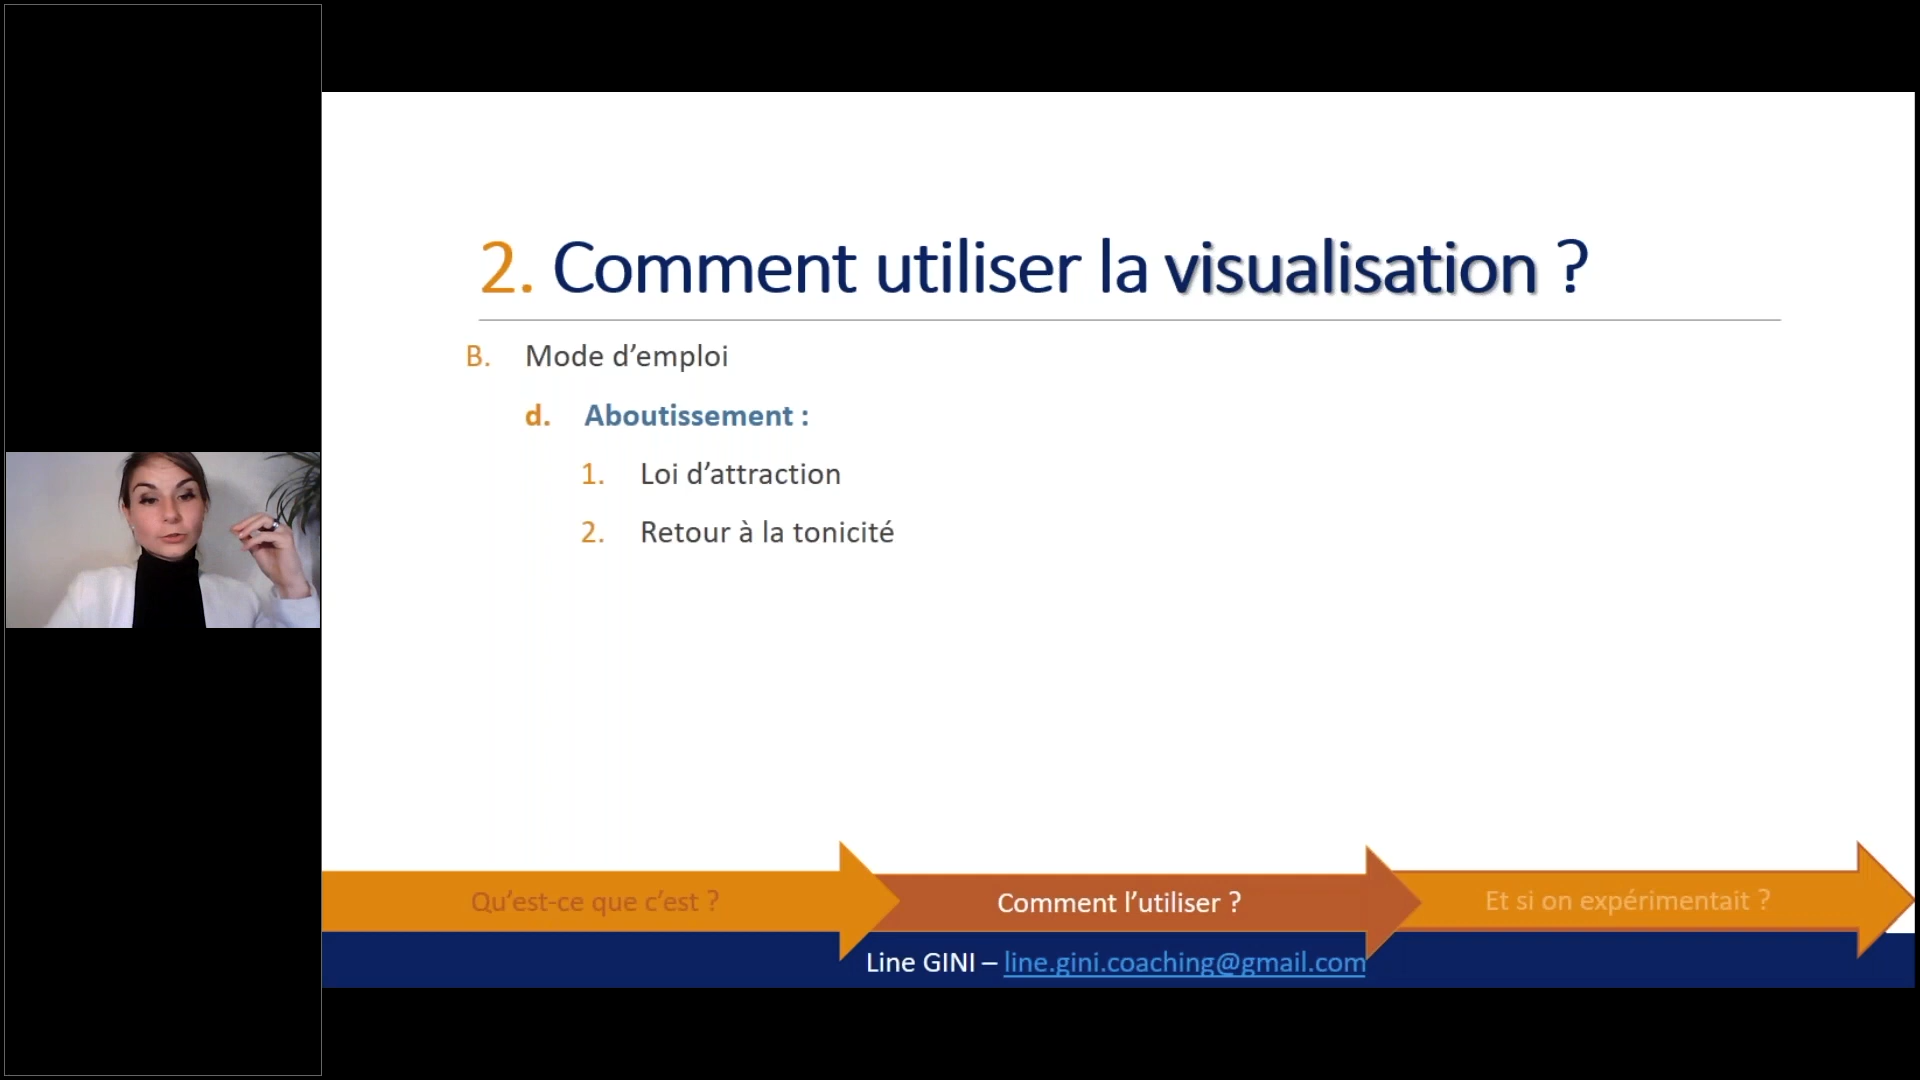 2. Comment utiliser la visualisation ?
B. Mode d’emploi
d. Aboutissement :
1. Loi d’attraction
2. Retour à la tonicité
Qu’est-ce que c’est ?
Comment l’utiliser ?
Et si on expérimentait ?
Line GINI – line.gini.coaching@gmail.com